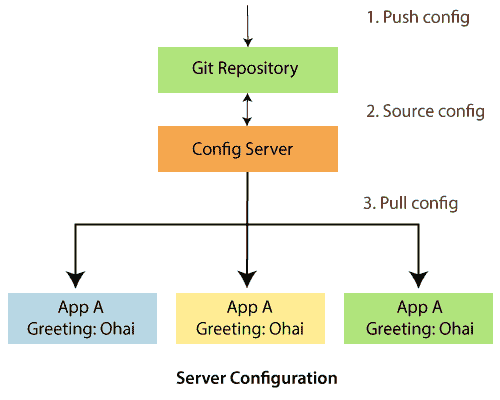 1. Push config
Git Repository
2. Source config
Config Server
3. Pull config
App A
Greeting: Ohai
App A
Greeting: Ohai
App A
Greeting: Ohai
Server Configuration